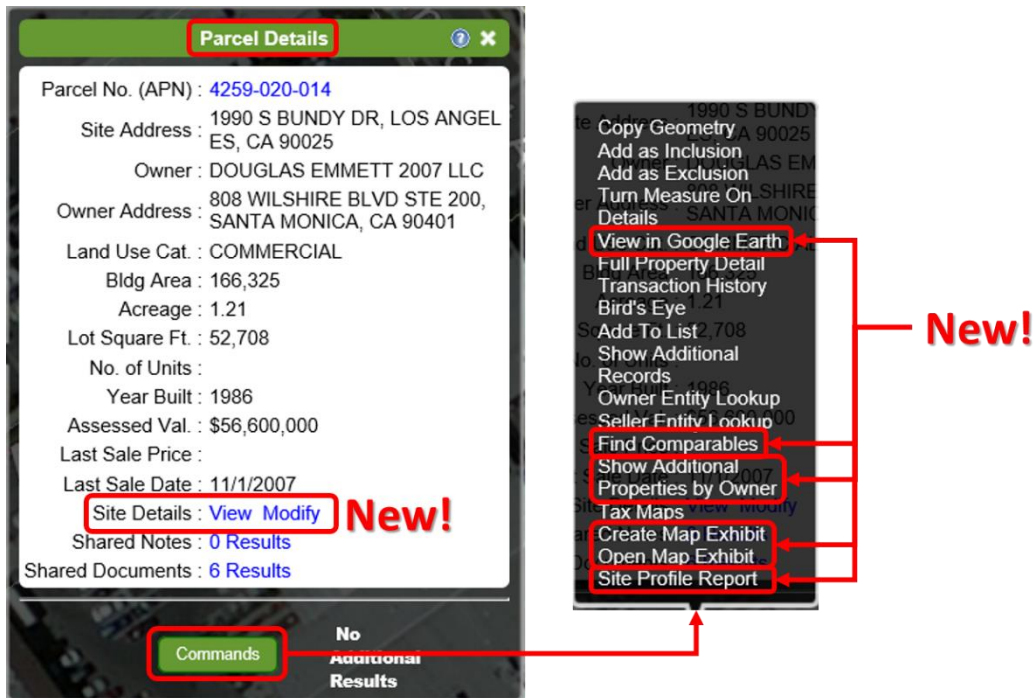 Parcel Details
Parcel No. (APN) : 4259-020-014
Site Address : 1990 S BUNDY DR, LOS ANGEL
ES, CA 90025
Owner : DOUGLAS EMMETT 2007 LLC
Owner Address : 808 WILSHIRE BLVD STE 200,
SANTA MONICA, CA 90401
Land Use Cat. : COMMERCIAL
Bldg Area : 166,325
Acreage : 1.21
Lot Square Ft. : 52,708
No. of Units :
Year Built : 1986
Assessed Val. : $56,600,000
Last Sale Price :
Last Sale Date : 11/1/2007
Site Details : View Modify New!
Shared Notes : 0 Results
Shared Documents : 6 Results
Commands
No
Additional
Results
Copy Geometry
Add as Inclusion
Add as Exclusion
Turn Measure On
Details
View in Google Earth
Full Property Detail
Transaction History
Bird's Eye
Add To List
Show Additional
Records
Owner Entity Lookup
Seller Entity Lookup
Find Comparables
Show Additional
Properties by Owner
Tax Maps
Create Map Exhibit
Open Map Exhibit
Site Profile Report
New!